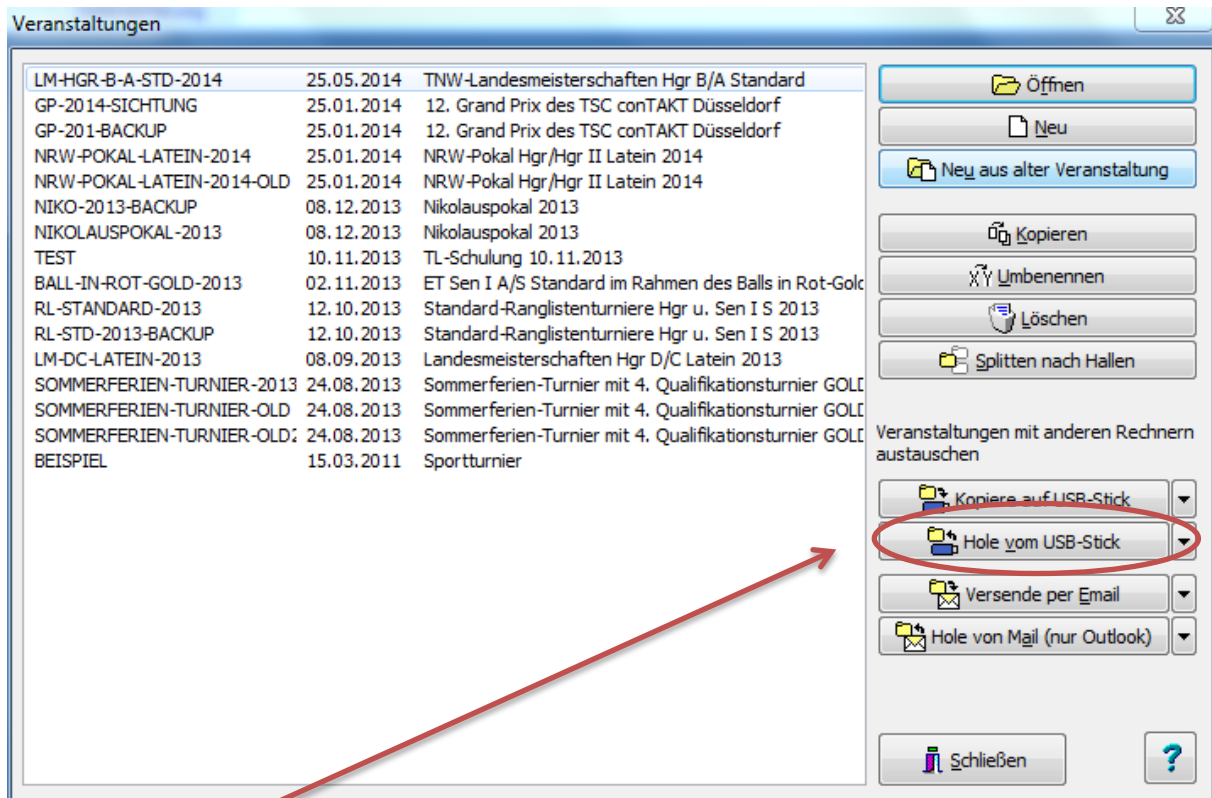 Veranstaltungen
LM-HGR-B-A-STD-2014 25.05.2014 TNW-Landesmeisterschaften Hgr B/A Standard
GP-2014-SICHTUNG 25.01.2014 12. Grand Prix des TSC conTAKT Düsseldorf
GP-201-BACKUP 25.01.2014 12. Grand Prix des TSC conTAKT Düsseldorf
NRW-POKAL-LATEIN-2014 25.01.2014 NRW-Pokal Hgr/Hgr II Latein 2014
NRW-POKAL-LATEIN-2014-OLD 25.01.2014 NRW-Pokal Hgr/Hgr II Latein 2014
NIKO-2013-BACKUP 08.12.2013 Nikolauspokal 2013
NIKOLAUSPOKAL-2013 08.12.2013 Nikolauspokal 2013
TEST 10.11.2013 TL-Schulung 10.11.2013
BALL-IN-ROT-GOLD-2013 02.11.2013 ET Sen I A/S Standard im Rahmen des Balls in Rot-Gold
RL-STANDARD-2013 12.10.2013 Standard-Ranglistenturniere Hgr u. Sen I S 2013
RL-STD-2013-BACKUP 12.10.2013 Standard-Ranglistenturniere Hgr u. Sen I S 2013
LM-DC-LATEIN-2013 08.09.2013 Landesmeisterschaften Hgr D/C Latein 2013
SOMMERFERIEN-TURNIER-2013 24.08.2013 Sommerferien-Turnier mit 4. Qualifikationsturnier GOLD
SOMMERFERIEN-TURNIER-OLD 24.08.2013 Sommerferien-Turnier mit 4. Qualifikationsturnier GOLD
SOMMERFERIEN-TURNIER-OLD2 24.08.2013 Sommerferien-Turnier mit 4. Qualifikationsturnier GOLD
BEISPIEL 15.03.2011 Sportturnier
Öffnen
Neu
Neu aus alter Veranstaltung
Kopieren
Umbenennen
Löschen
Splitten nach Hallen
Veranstaltungen mit anderen Rechnern
austauschen
Kopiere auf USB-Stick
Hole vom USB-Stick
Versende per Email
Hole von Mail (nur Outlook)
Schließen
?